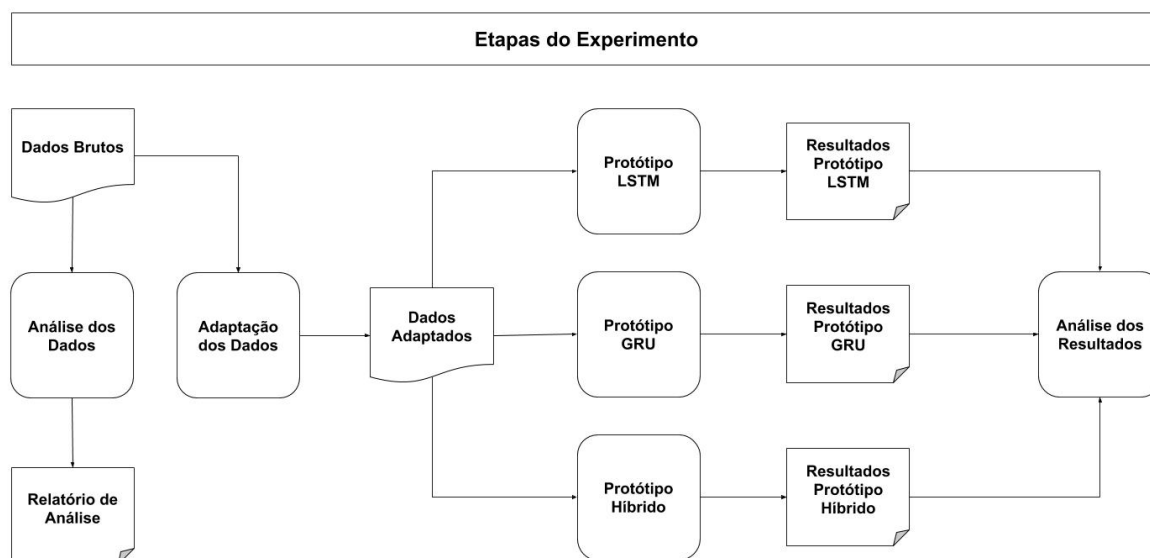 Etapas do Experimento
Dados Brutos
Análise dos
Dados
Relatório de
Análise
Adaptação
dos Dados
Dados
Adaptados
Protótipo
LSTM
Resultados
Protótipo
LSTM
Protótipo
GRU
Resultados
Protótipo
GRU
Protótipo
Híbrido
Resultados
Protótipo
Híbrido
Análise dos
Resultados